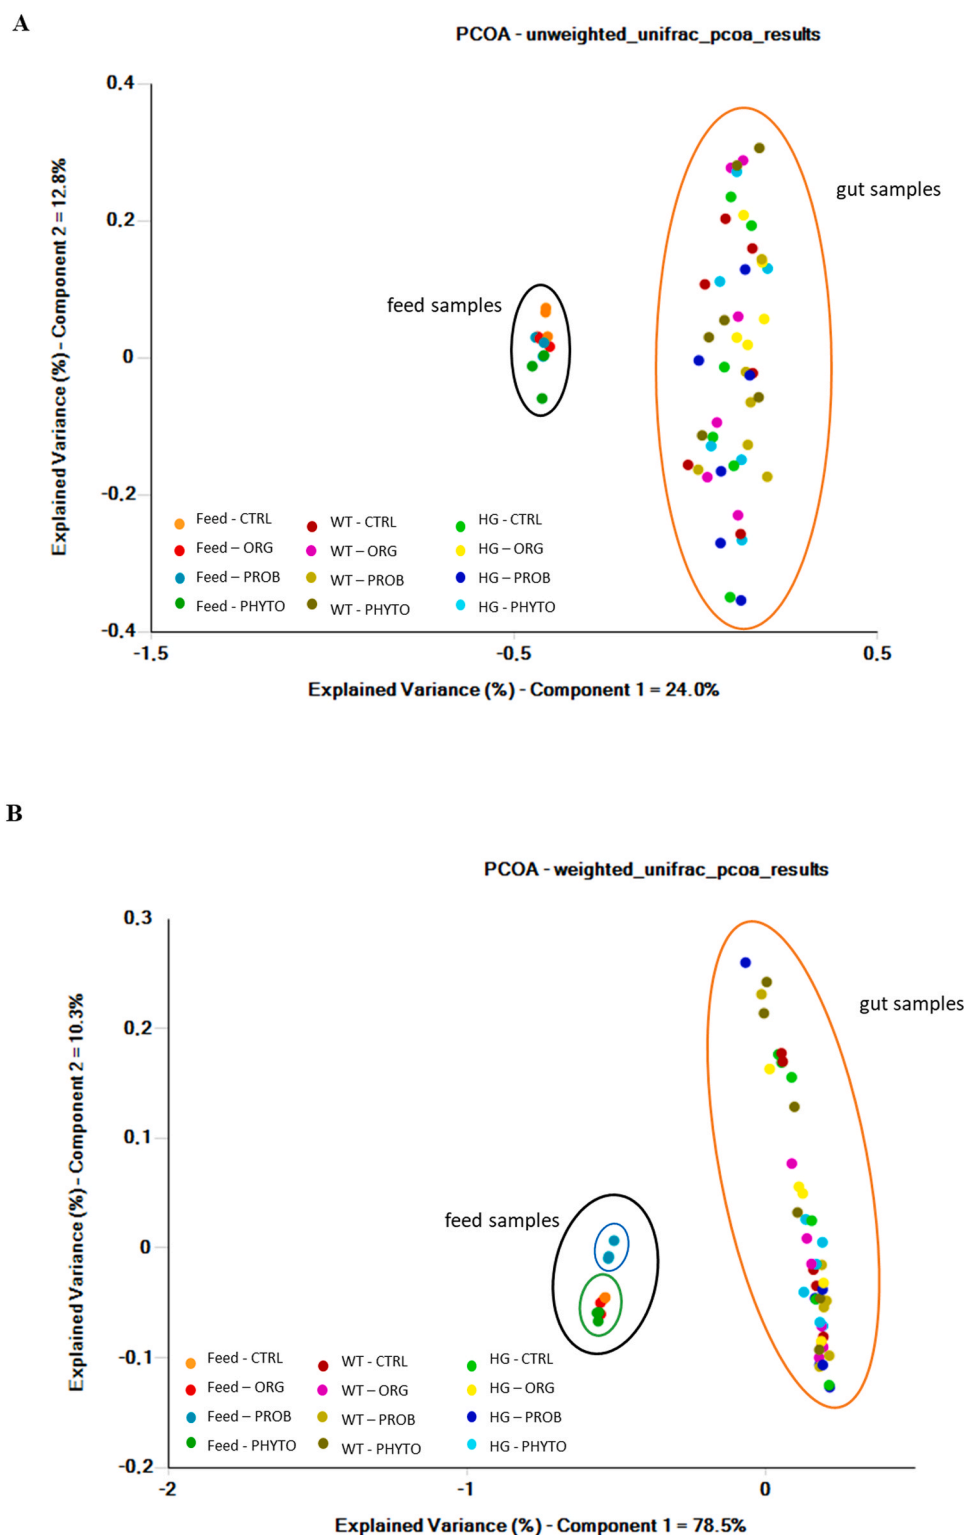 A
PCOA - unweighted_unifrac_pcoa_results
0.4
0.2
0
-0.2
-0.4
Explained Variance (%) - Component 2 = 12.8%
gut samples
feed samples
Feed - CTRL WT - CTRL HG - CTRL
Feed – ORG WT – ORG HG – ORG
Feed – PROB WT – PROB HG – PROB
Feed - PHYTO WT - PHYTO HG - PHYTO
-1.5 -0.5 0.5
Explained Variance (%) - Component 1 = 24.0%
B
PCOA - weighted_unifrac_pcoa_results
0.3
0.2
0.1
0
-0.1
-0.2
Explained Variance (%) - Component 2 = 10.3%
gut samples
feed samples
Feed - CTRL WT - CTRL HG - CTRL
Feed – ORG WT – ORG HG – ORG
Feed – PROB WT – PROB HG – PROB
Feed - PHYTO WT - PHYTO HG - PHYTO
-2 -1 0
Explained Variance (%) - Component 1 = 78.5%